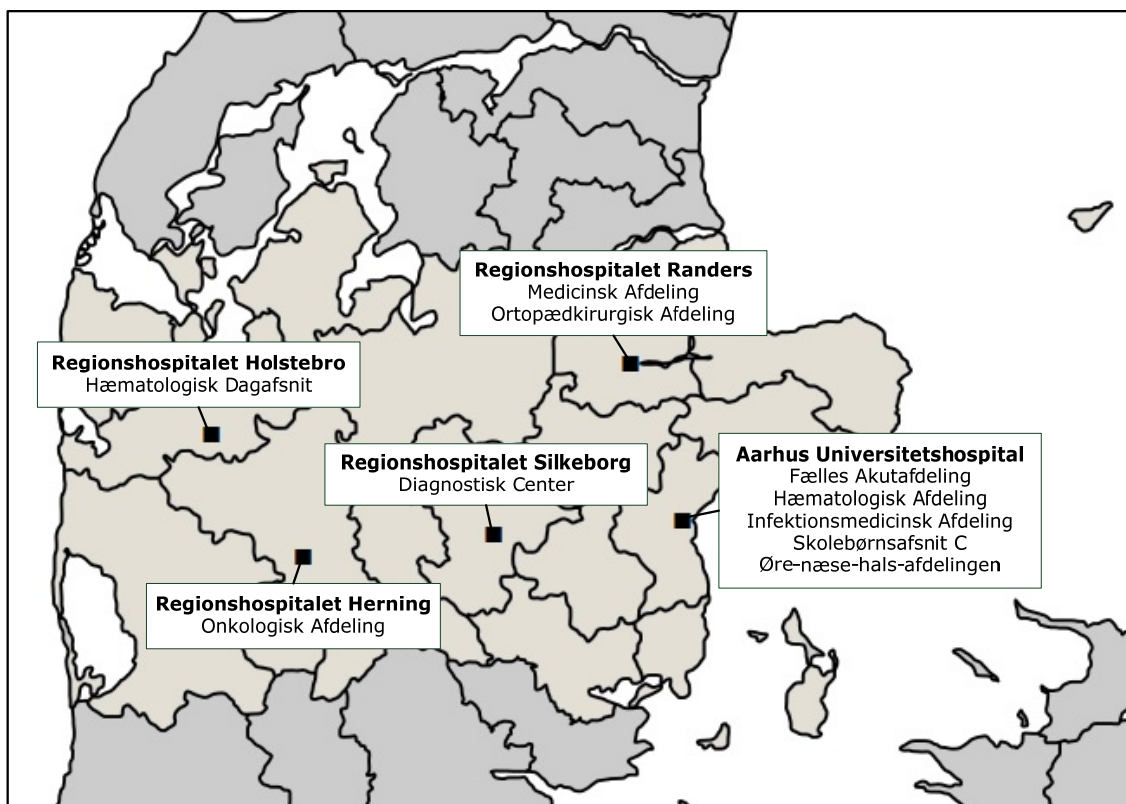 Regionshospitalet Randers
Medicinsk Afdeling
Ortopædkirurgisk Afdeling
Regionshospitalet Holstebro
Hæmatologisk Dagafsnit
Regionshospitalet Silkeborg
Diagnostisk Center
Aarhus Universitetshospital
Fælles Akutafdeling
Hæmatologisk Afdeling
Infektionsmedicinsk Afdeling
Skolebørnsafsnit C
Øre-næse-hals-afdelingen
Regionshospitalet Herning
Onkologisk Afdeling